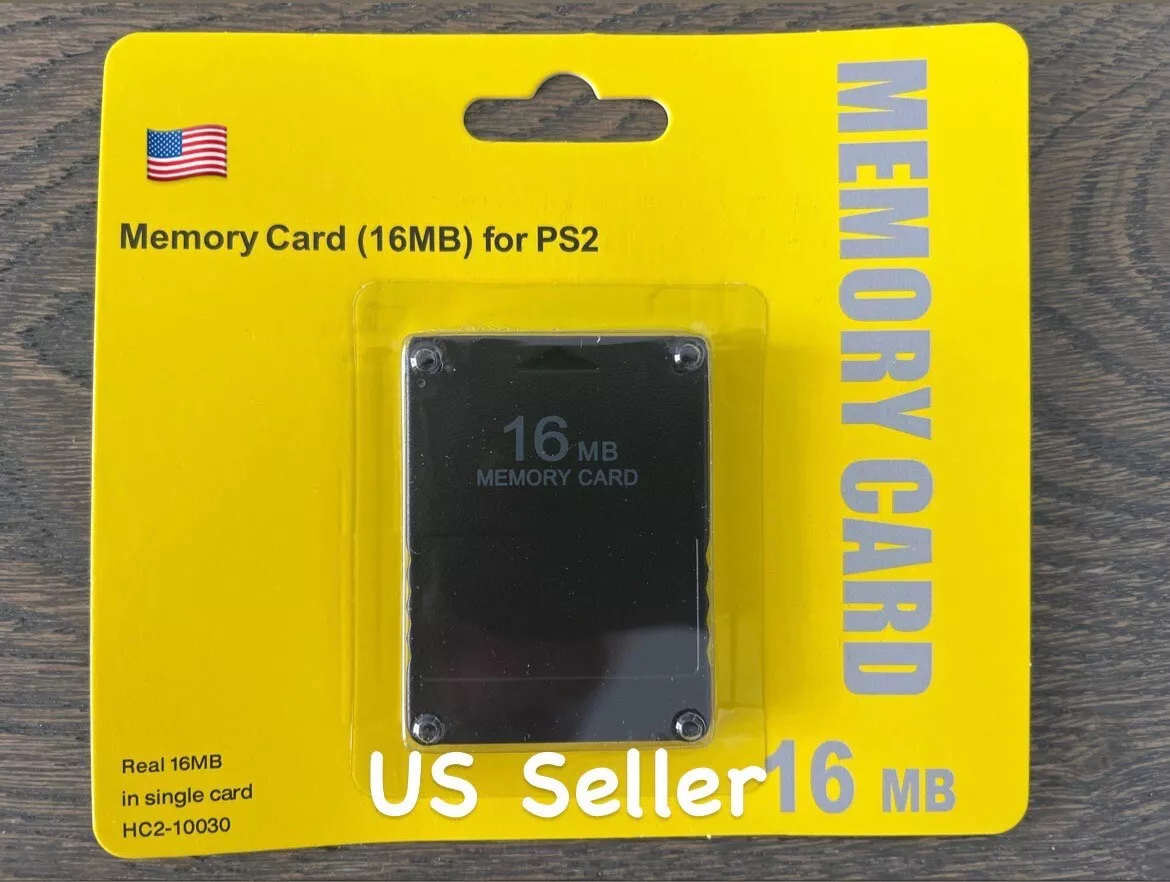 Memory Card (16MB) for PS2
MEMORY CARD
16 MB
MEMORY CARD
Real 16MB
in single card
HC2-10030
US Seller
16 MB